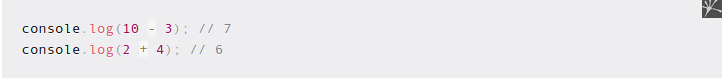 console.log(10 - 3); // 7
console.log(2 + 4); // 6